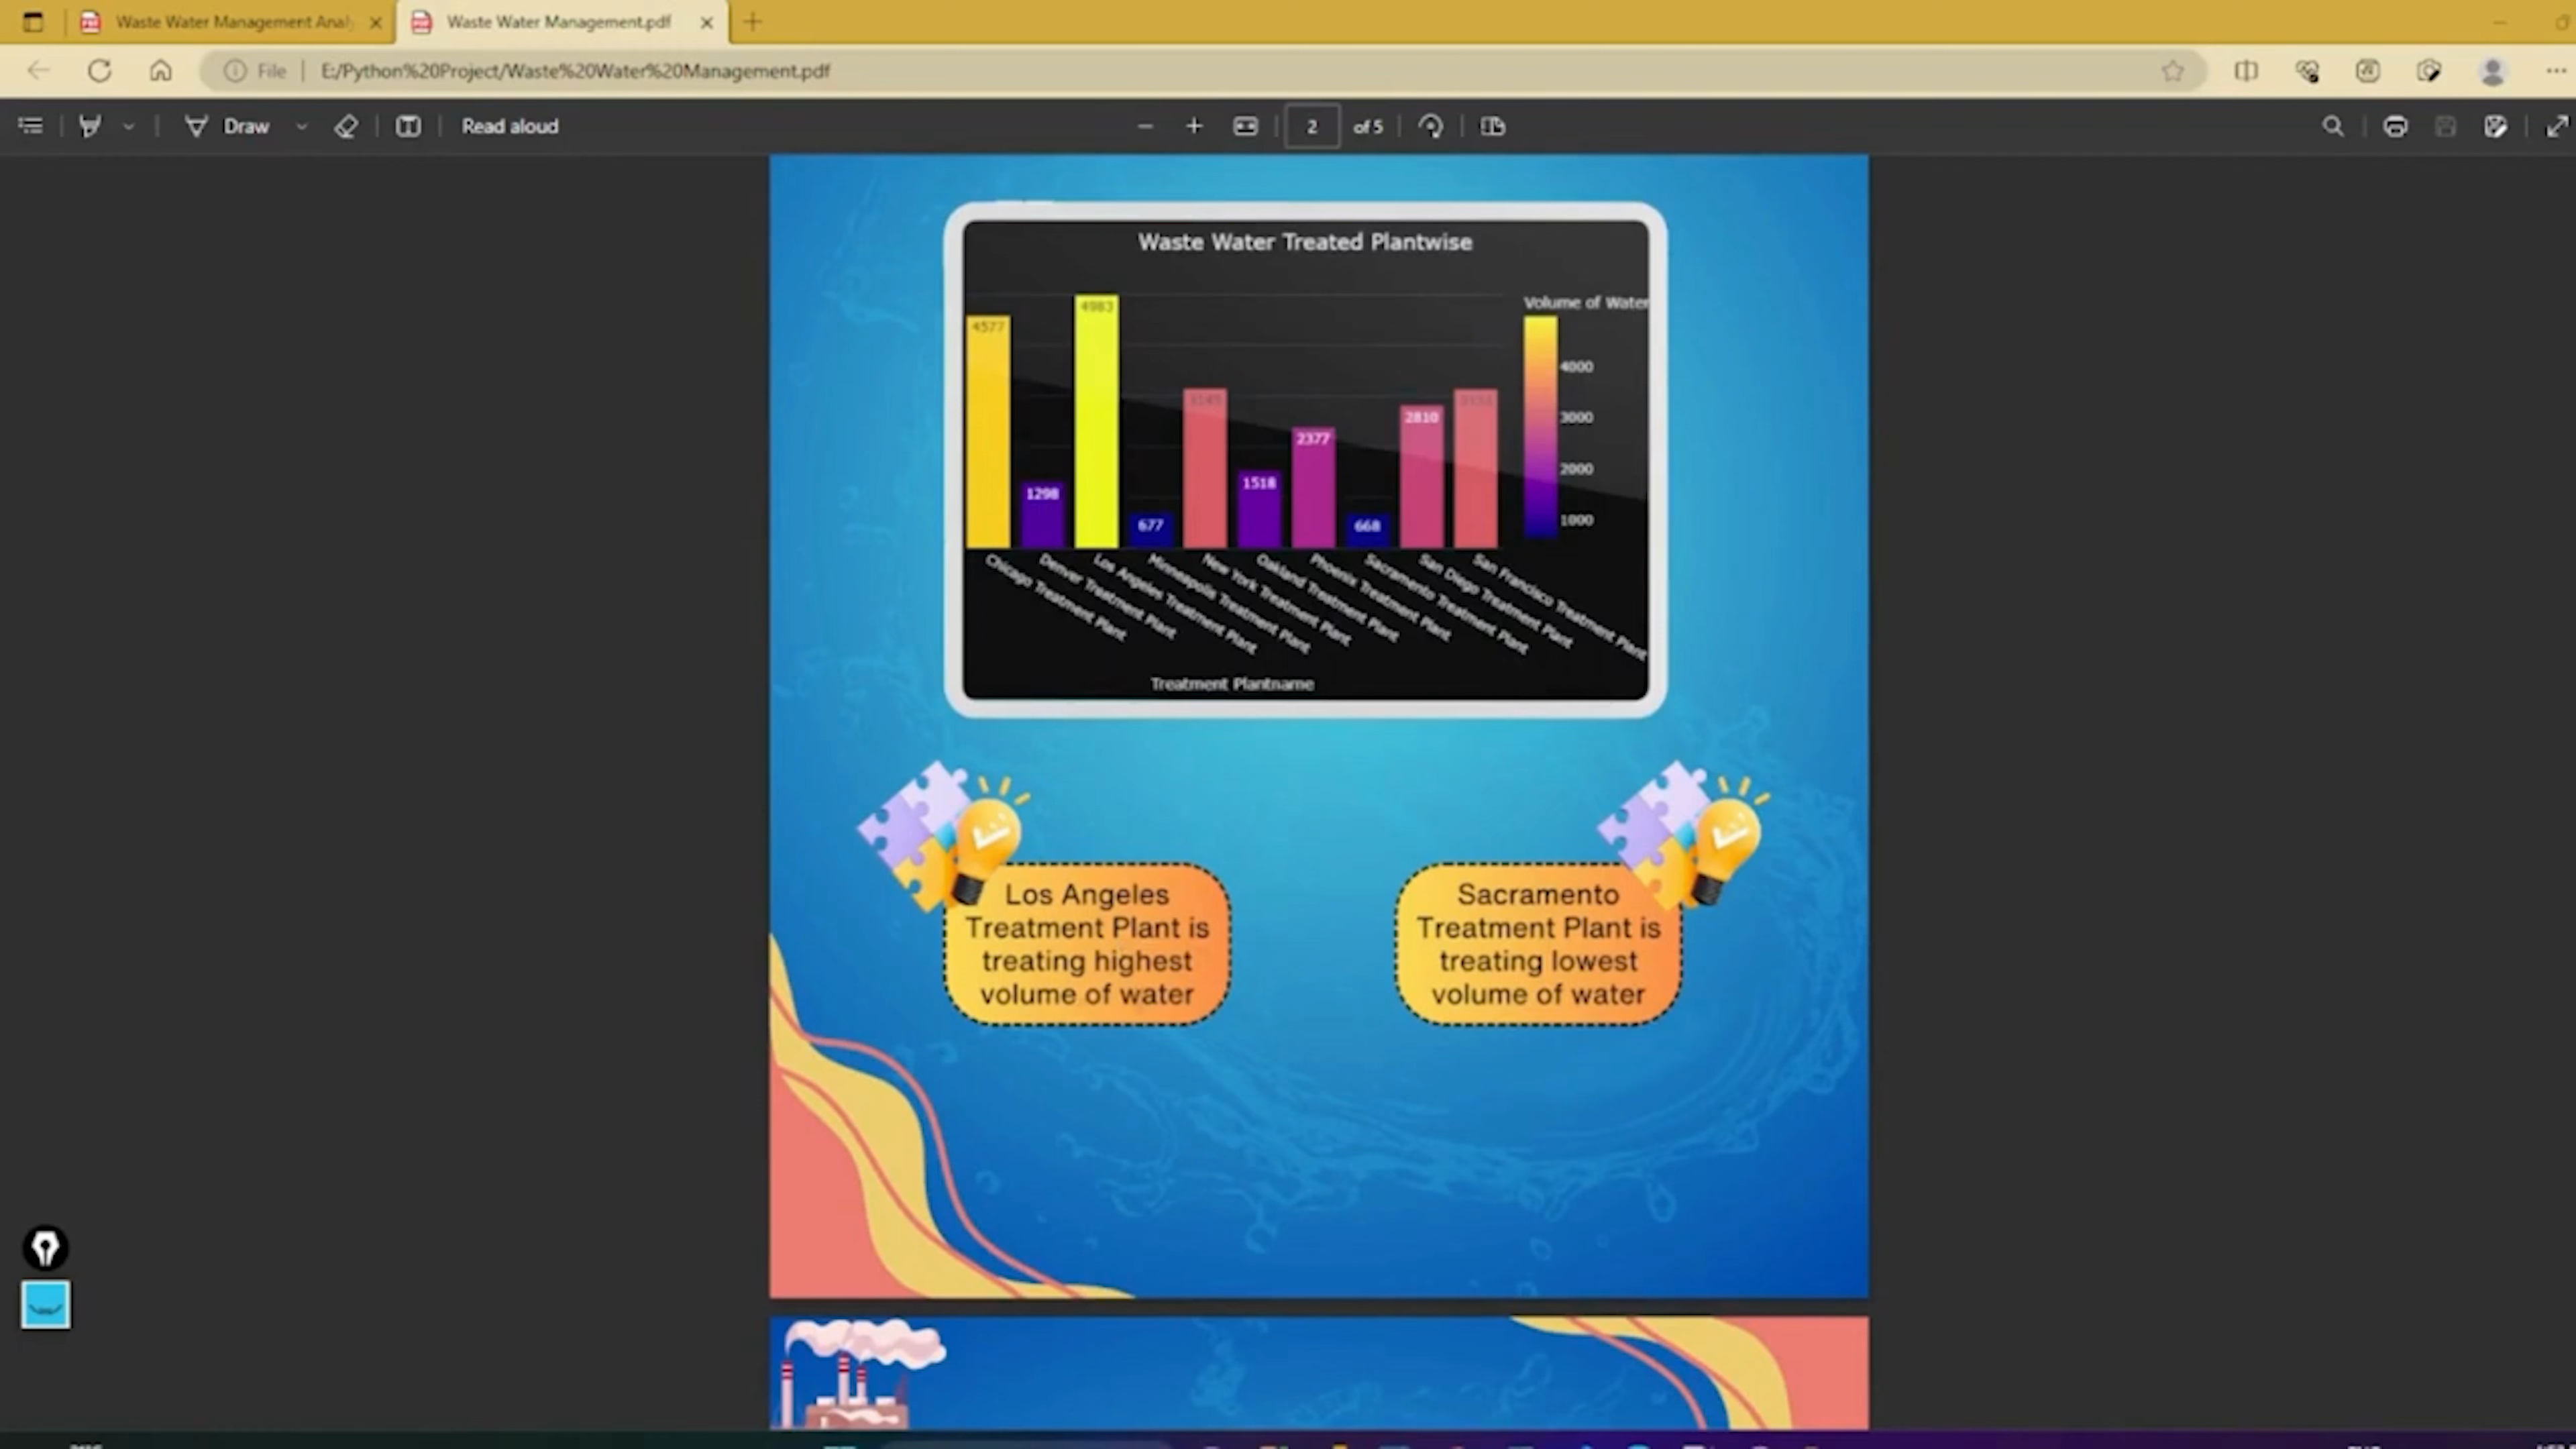 Waste Water Management Anal
Waste Water Management.pdf
File
E:/Python%20Project/Waste%20Water%20Management.pdf
Draw
Read aloud
2
of 5
Waste Water Treated Plantwise
Volume of Water
4983
4577
4000
2810
3000
2377
2000
1518
1298
677
668
1000
Chicago Treatment Plant
Denver Treatment Plant
Los Angeles Treatment Plant
Minneapolis Treatment Plant
New York Treatment Plant
Oakland Treatment Plant
Phoenix Treatment Plant
Sacramento Treatment Plant
San Diego Treatment Plant
San Francisco Treatment Plant
Treatment Plantname
Los Angeles
Treatment Plant is
treating highest
volume of water
Sacramento
Treatment Plant is
treating lowest
volume of water